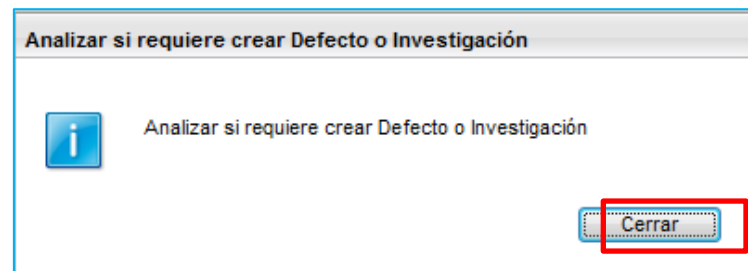 Analizar si requiere crear Defecto o Investigación
Analizar si requiere crear Defecto o Investigación
Cerrar